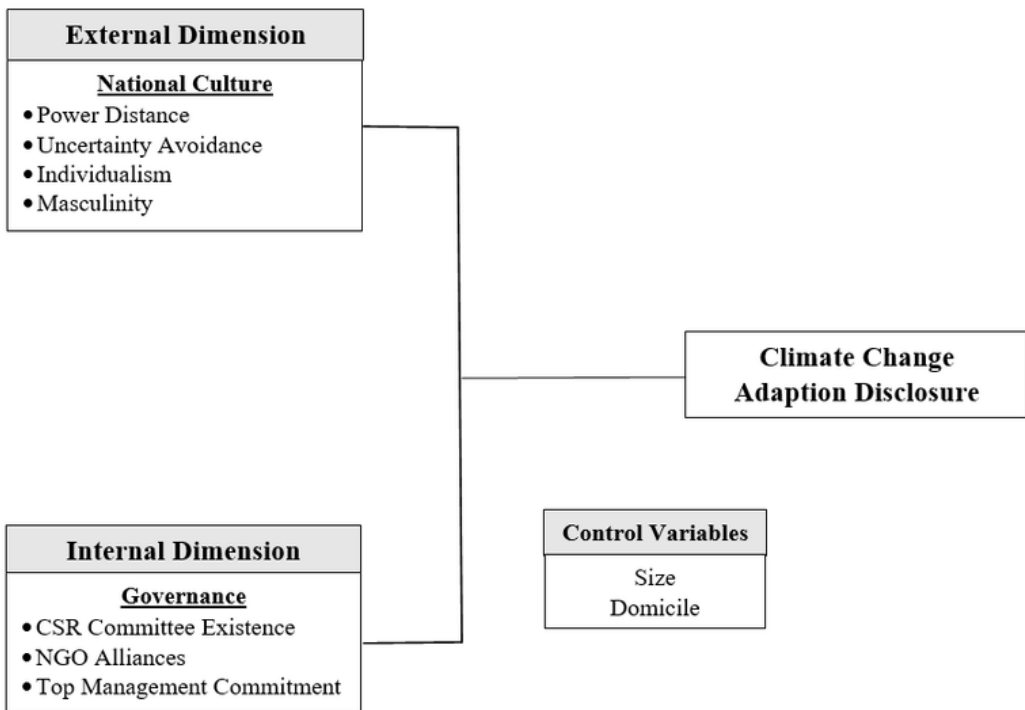 External Dimension
National Culture
• Power Distance
• Uncertainty Avoidance
• Individualism
• Masculinity
Climate Change
Adaption Disclosure
Internal Dimension
Governance
• CSR Committee Existence
• NGO Alliances
• Top Management Commitment
Control Variables
Size
Domicile